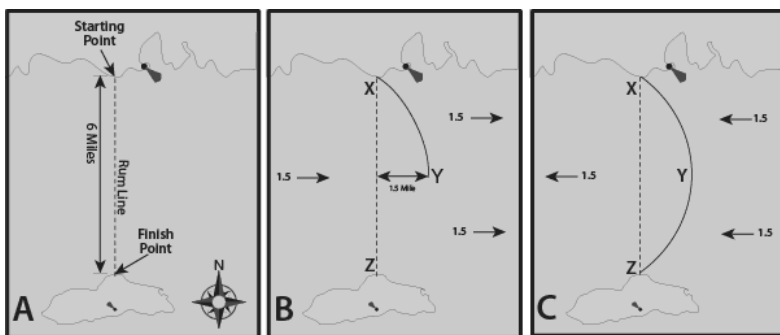 Starting
Point
6 Miles
Rum Line
Finish
Point
N
A
X
1.5
1.5
Y
1.5 Mile
1.5
Z
B
X
1.5
1.5
Y
1.5
Z
C